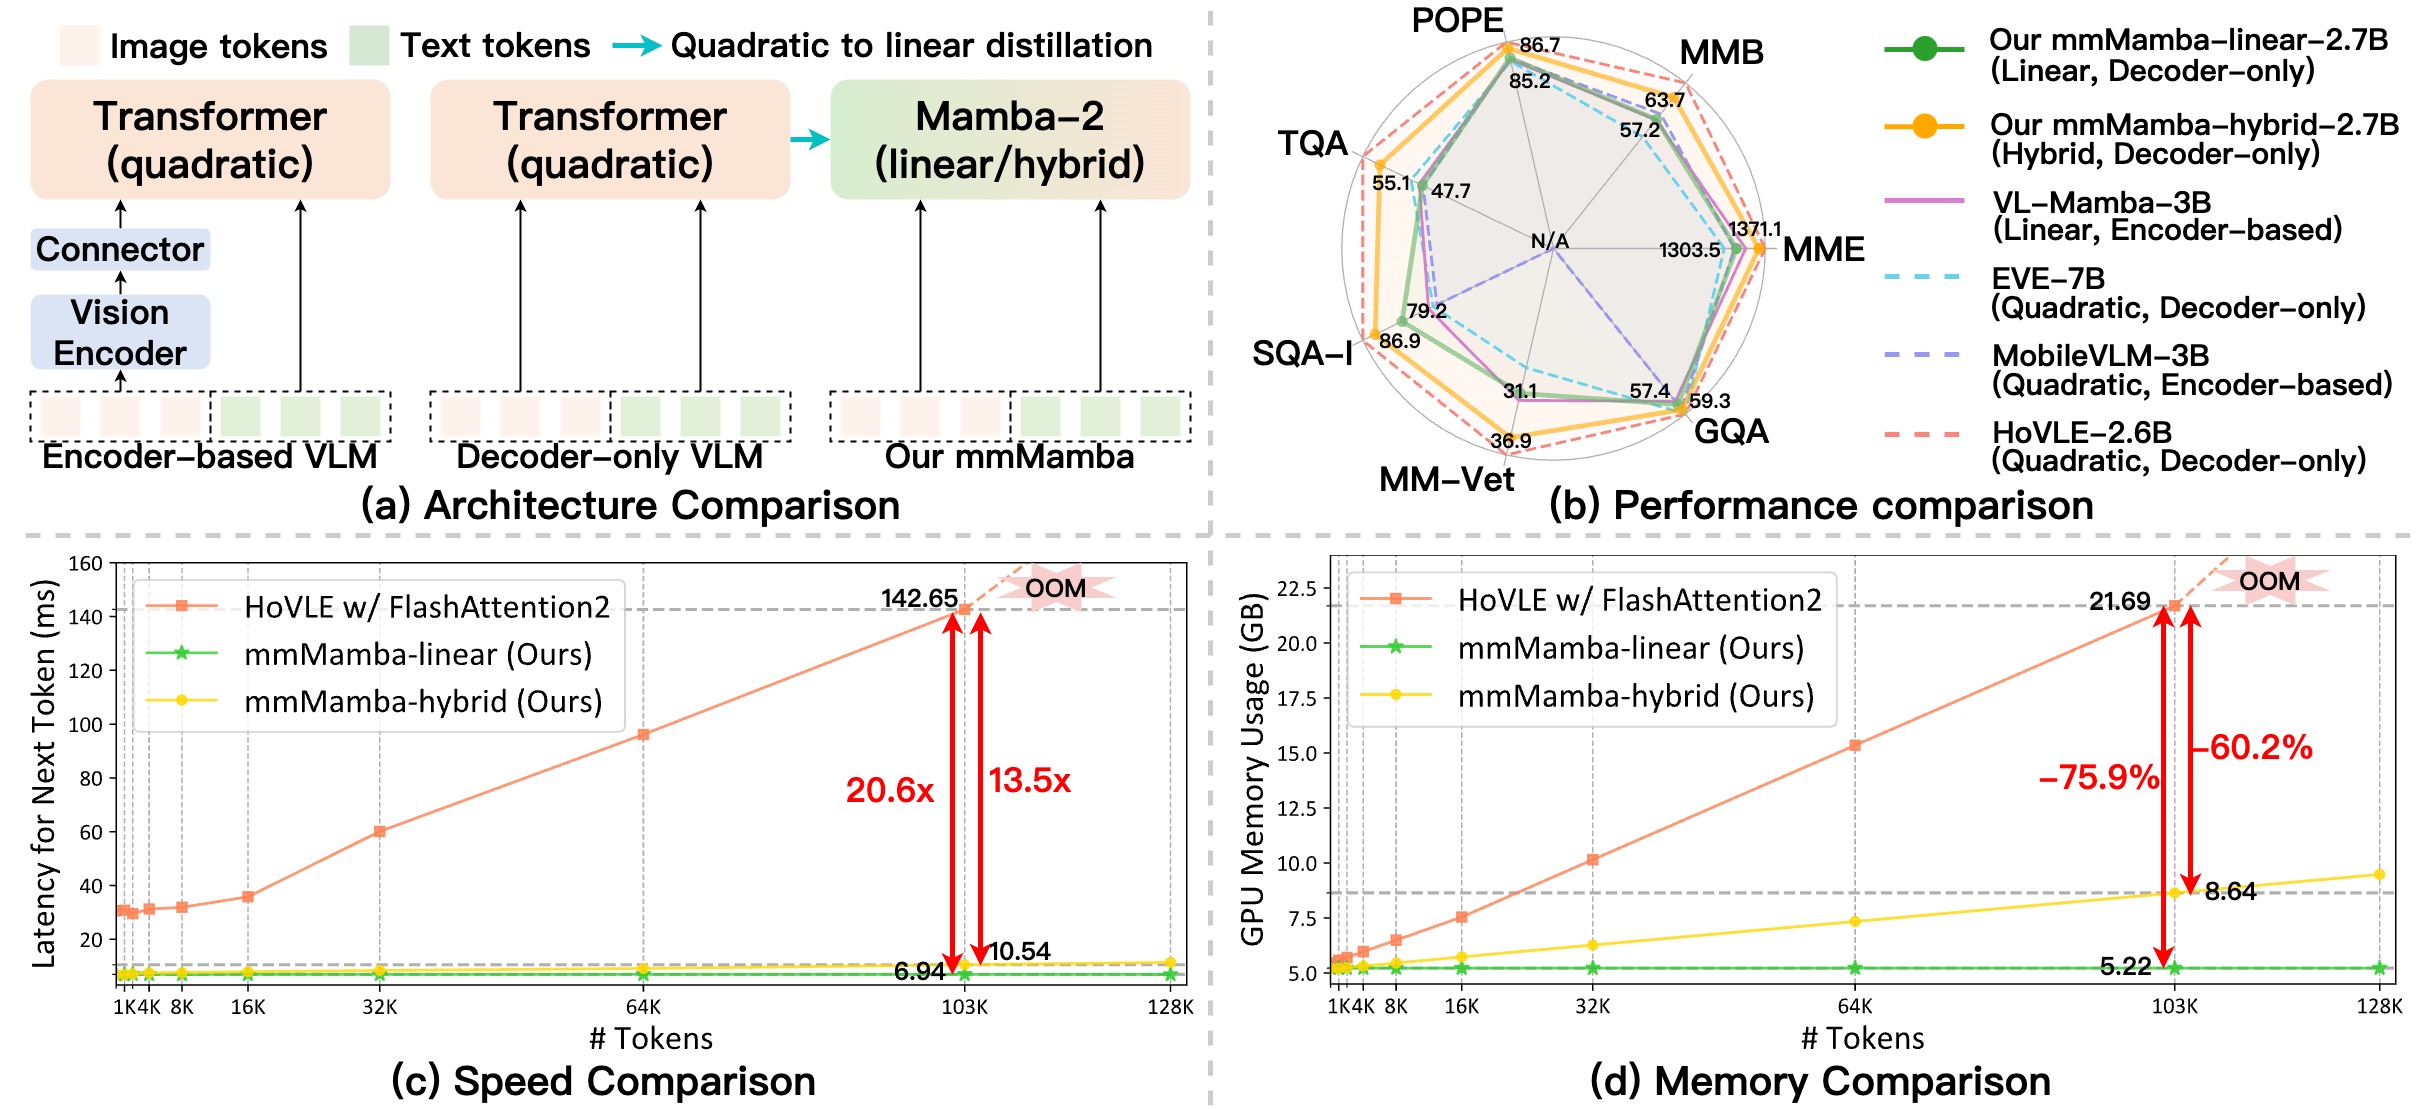 Image tokens
Text tokens
Quadratic to linear distillation
Transformer
(quadratic)
Connector
Vision
Encoder
Encoder-based VLM
Transformer
(quadratic)
Decoder-only VLM
Mamba-2
(linear/hybrid)
Our mmMamba
(a) Architecture Comparison
POPE
MMB
MME
GQA
MM-Vet
SQA-I
TQA
86.7
85.2
63.7
57.2
1371.1
1303.5
N/A
55.1
47.7
79.2
86.9
31.1
36.9
57.4
59.3
Our mmMamba-linear-2.7B
(Linear, Decoder-only)
Our mmMamba-hybrid-2.7B
(Hybrid, Decoder-only)
VL-Mamba-3B
(Linear, Encoder-based)
EVE-7B
(Quadratic, Decoder-only)
MobileVLM-3B
(Quadratic, Encoder-based)
HoVLE-2.6B
(Quadratic, Decoder-only)
(b) Performance comparison
Latency for Next Token (ms)
160
140
120
100
80
60
40
20
HoVLE w/ FlashAttention2
mmMamba-linear (Ours)
mmMamba-hybrid (Ours)
142.65
OOM
20.6x
13.5x
10.54
6.94
1K 4K 8K 16K 32K 64K 103K 128K
# Tokens
(c) Speed Comparison
GPU Memory Usage (GB)
22.5
20.0
17.5
15.0
12.5
10.0
7.5
5.0
HoVLE w/ FlashAttention2
mmMamba-linear (Ours)
mmMamba-hybrid (Ours)
21.69
OOM
-75.9%
-60.2%
8.64
5.22
1K 4K 8K 16K 32K 64K 103K 128K
# Tokens
(d) Memory Comparison